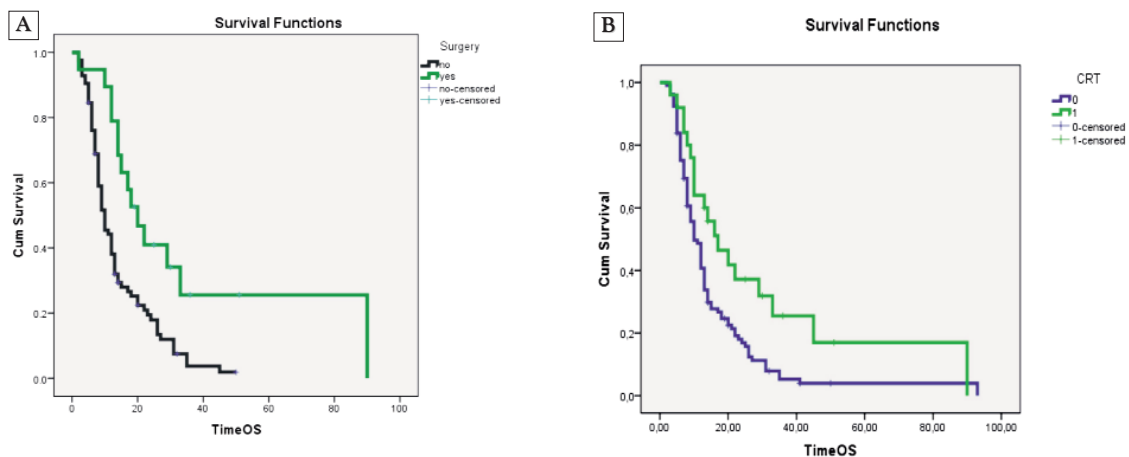 A
Survival Functions
Surgery
no
yes
no-censored
yes-censored
1.0
0.8
0.6
0.4
0.2
0.0
Cum Survival
0
20
40
60
80
100
TimeOS
B
Survival Functions
CRT
0
1
0-censored
1-censored
1,0
0,8
0,6
0,4
0,2
0,0
Cum Survival
0,00
20,00
40,00
60,00
80,00
100,00
TimeOS